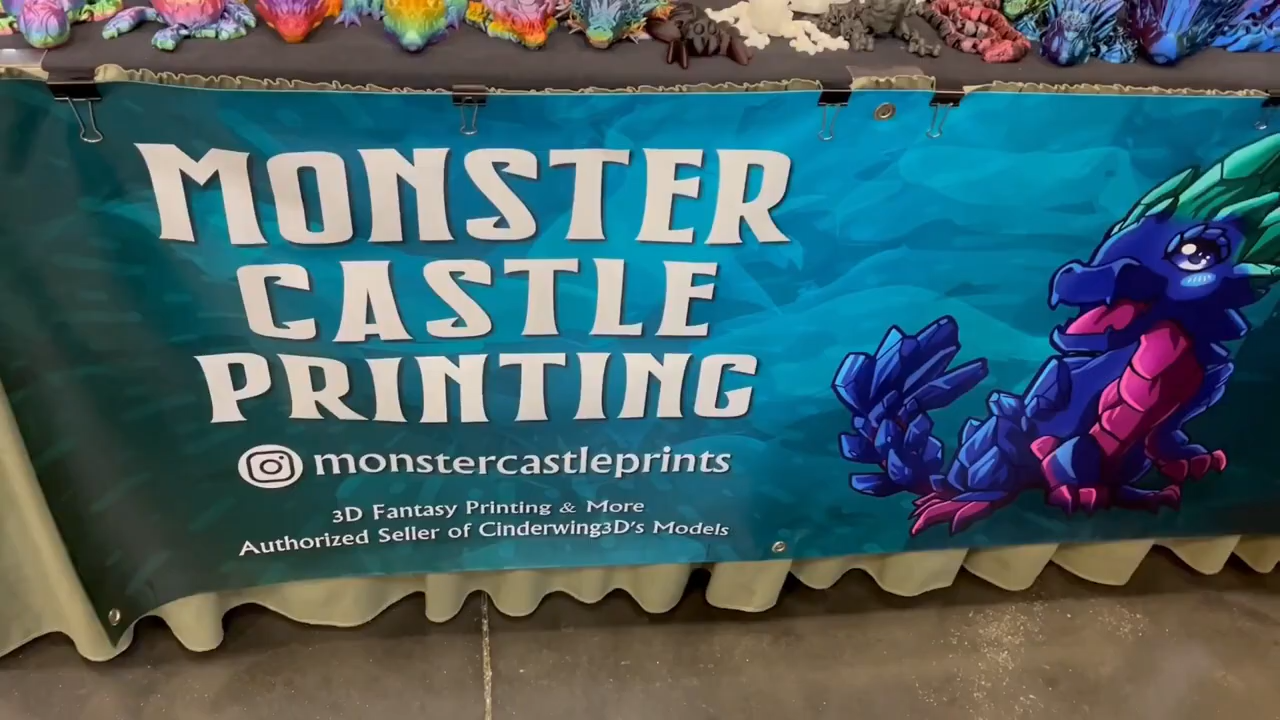 MONSTER
CASTLE
PRINTING
monstercastleprints
3D Fantasy Printing & More
Authorized Seller of Cinderwing3D's Models